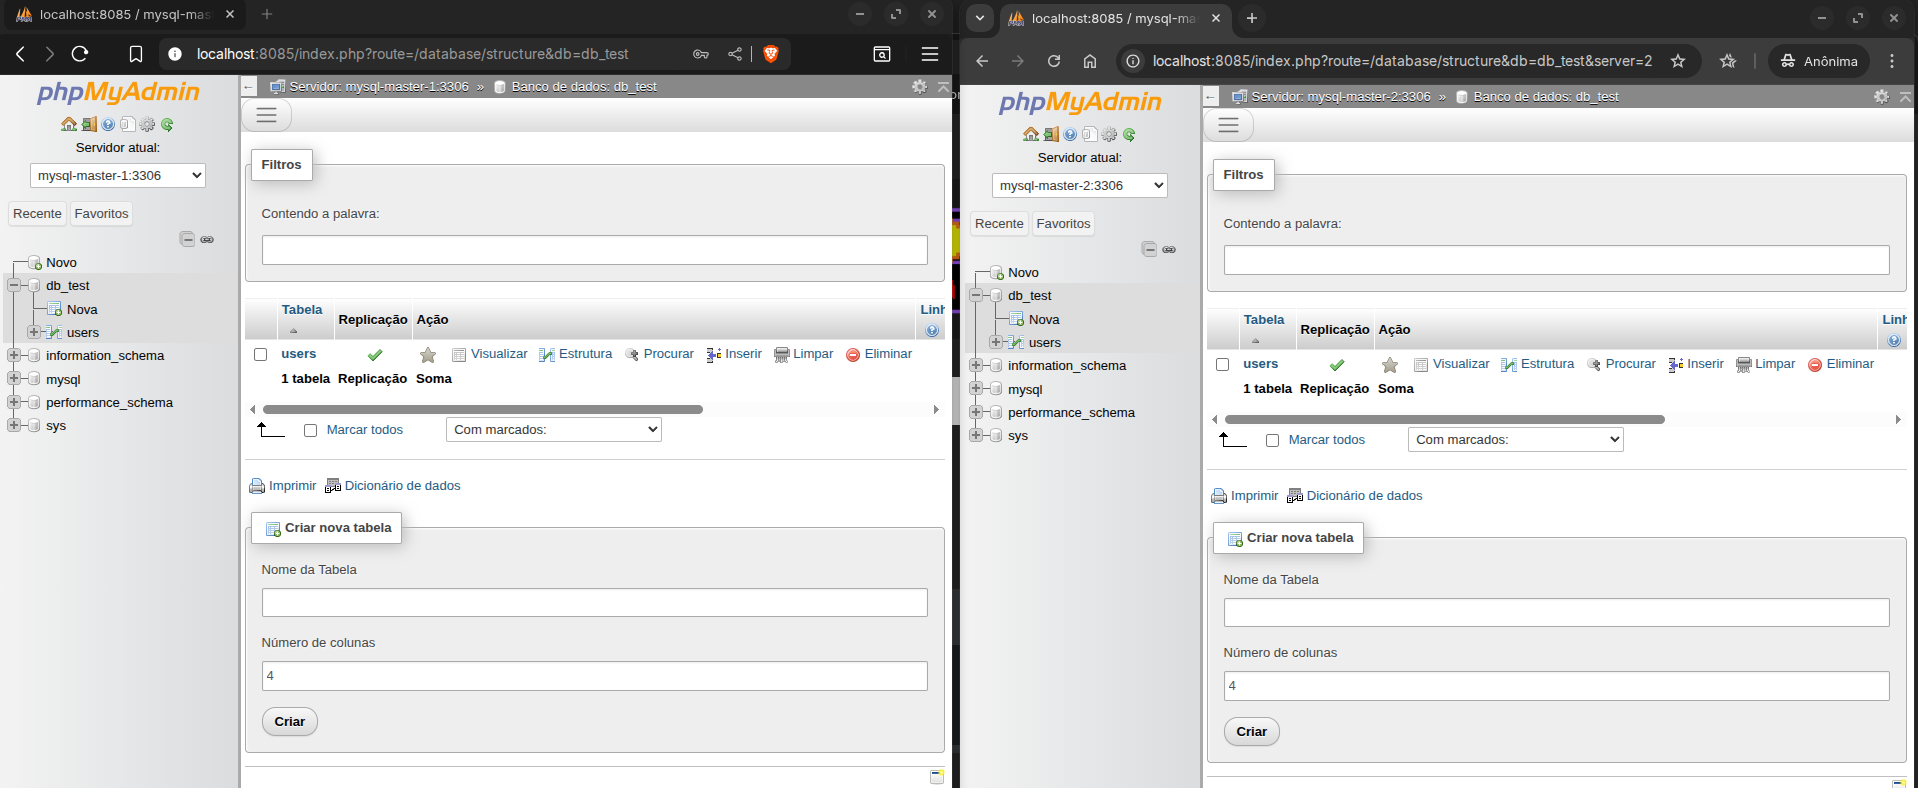 localhost:8085 / mysql-mas
localhost:8085/index.php?route=/database/structure&db=db_test
phpMyAdmin
Servidor atual:
mysql-master-1:3306
Recente
Favoritos
Novo
db_test
Nova
users
information_schema
mysql
performance_schema
sys
Servidor: mysql-master-1:3306 » Banco de dados: db_test
Filtros
Contendo a palavra:
Tabela Replicação Ação Linh
users Visualizar Estrutura Procurar Inserir Limpar Eliminar
1 tabela Replicação Soma
Marcar todos Com marcados:
Imprimir Dicionário de dados
Criar nova tabela
Nome da Tabela
Número de colunas
4
Criar
localhost:8085 / mysql-ma
localhost:8085/index.php?route=/database/structure&db=db_test&server=2
Anônima
phpMyAdmin
Servidor atual:
mysql-master-2:3306
Recente
Favoritos
Novo
db_test
Nova
users
information_schema
mysql
performance_schema
sys
Servidor: mysql-master-2:3306 » Banco de dados: db_test
Filtros
Contendo a palavra:
Tabela Replicação Ação Linh
users Visualizar Estrutura Procurar Inserir Limpar Eliminar
1 tabela Replicação Soma
Marcar todos Com marcados:
Imprimir Dicionário de dados
Criar nova tabela
Nome da Tabela
Número de colunas
4
Criar